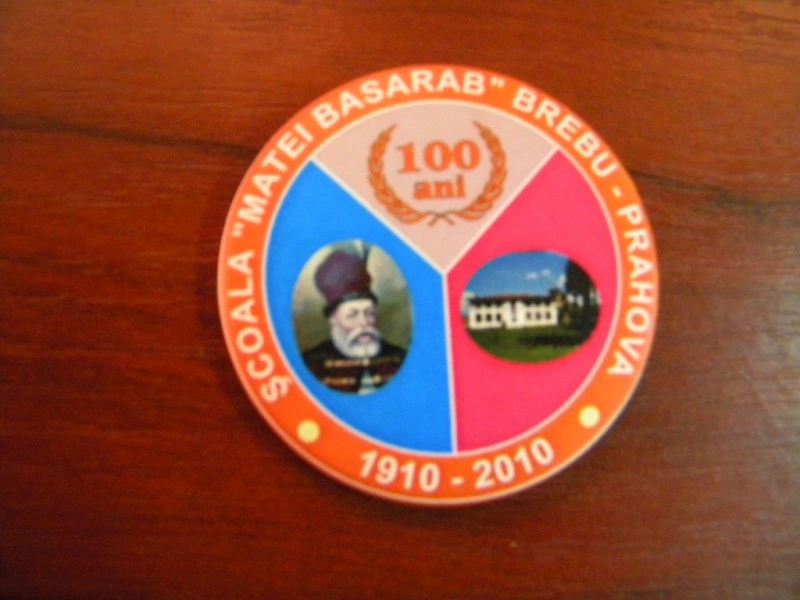 ŞCOALA "MATEI BASARAB" BREBU - PRAHOVA
100
ani
1910 - 2010